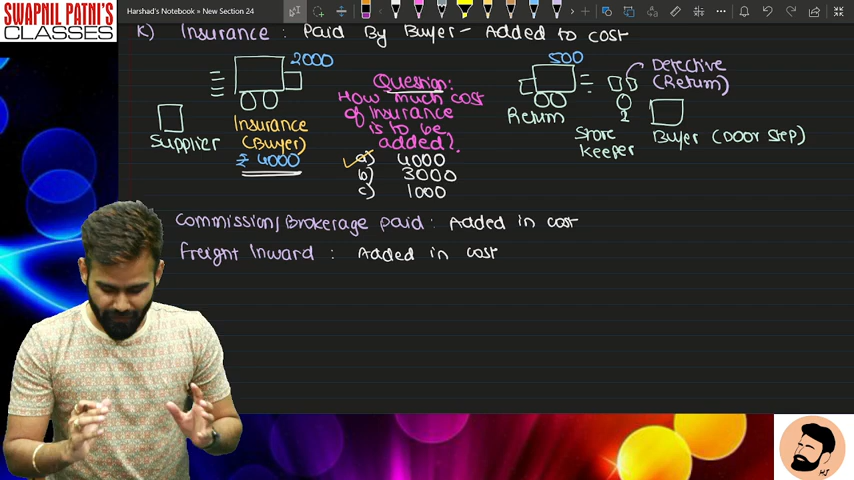 SWAPNIL PATNI'S
CLASSES
Harshad's Notebook » New Section 24
K) Insurance : Paid By Buyer - Added to cost
2000
500
Defective
(Return)
Question:
How much cost
of insurance
is to be
added?
Supplier
Insurance
(Buyer)
₹ 4000
Return
2
Store
keeper
Buyer (Door Step)
a) 4000
b) 3000
c) 1000
Commission/Brokerage paid : Added in cost
Freight Inward : Added in cost
HS